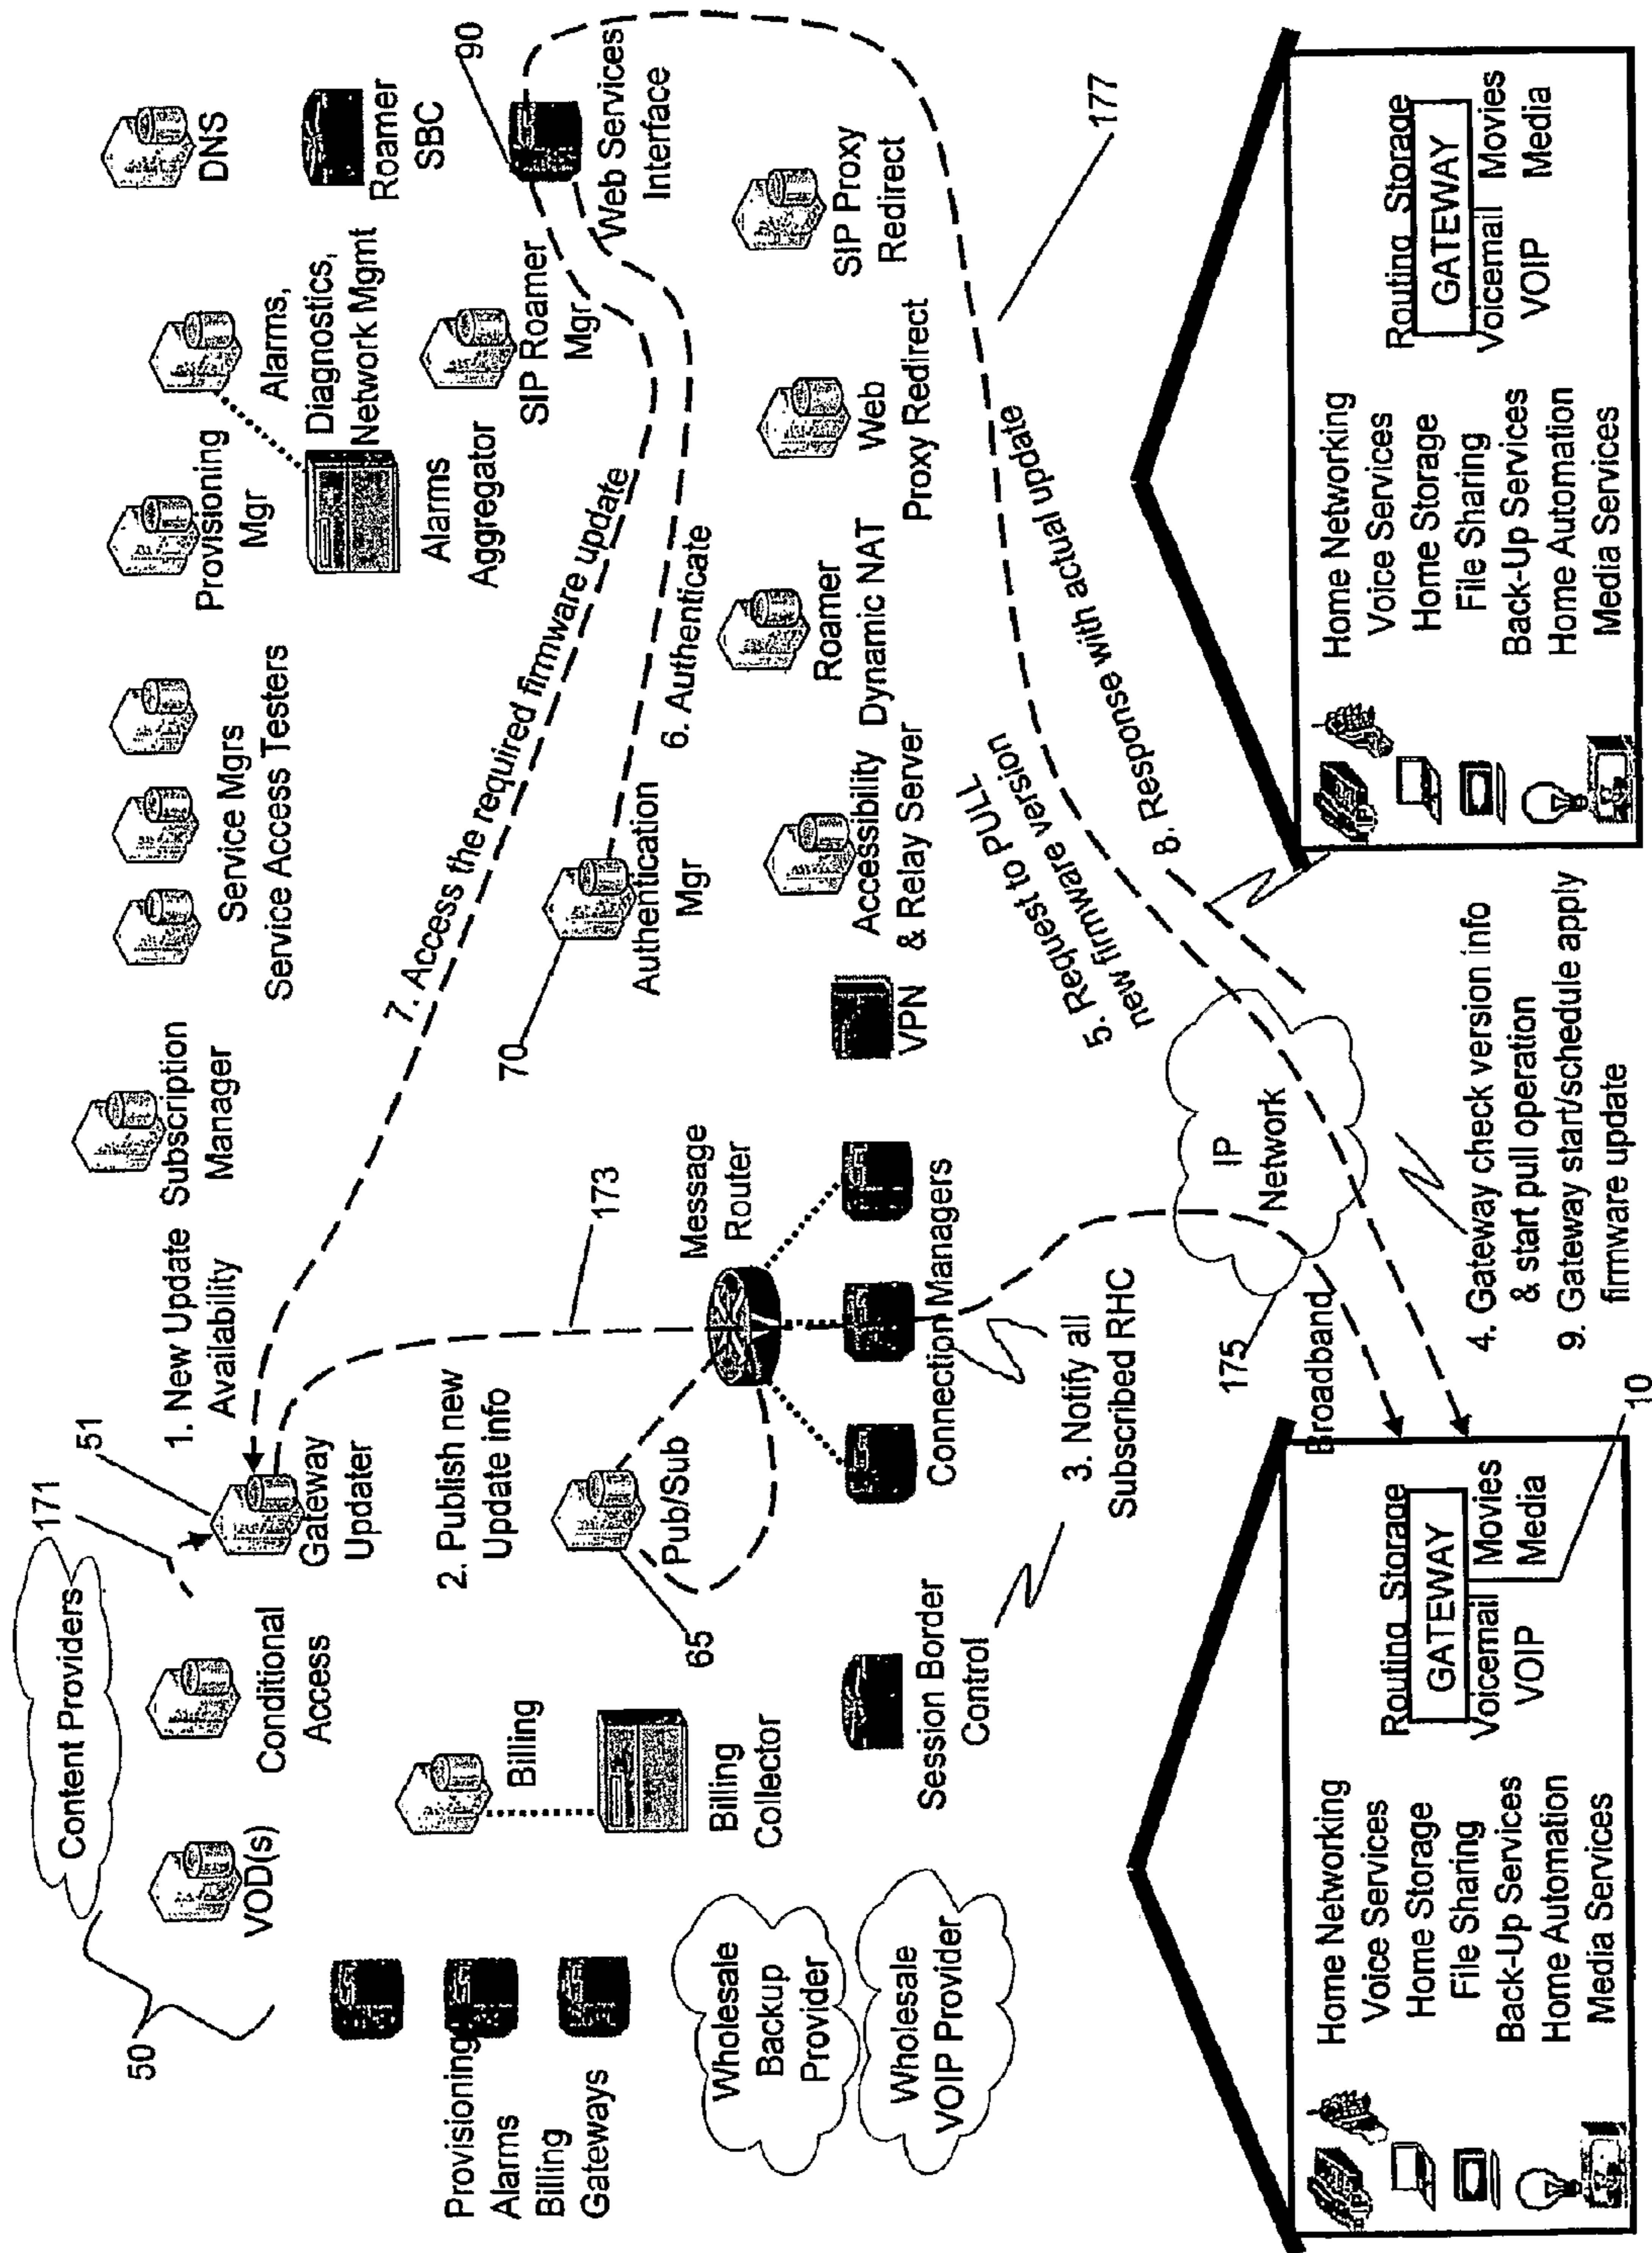 Content Providers
171
51
50
VOD(s)
Conditional
Access
Gateway
Updater
1. New Update
Availability
Subscription
Manager
Service Mgrs
Service Access Testers
Provisioning
Mgr
Alarms,
Diagnostics,
Network Mgmt
DNS
Roamer
SBC
90
Alarms
Aggregator
SIP Roamer
Mgr
Web Services
Interface
Provisioning
Alarms
Billing
Gateways
Billing
Billing
Collector
2. Publish new
Update info
Pub/Sub
65
173
7. Access the required firmware update
70
Authentication
Mgr
6. Authenticate
Message
Router
Wholesale
Backup
Provider
Wholesale
VOIP Provider
Session Border
Control
Connection Managers
VPN
Accessibility
& Relay Server
Roamer
Dynamic NAT
Web
Proxy Redirect
SIP Proxy
Redirect
177
3. Notify all
Subscribed RHC
5. Request to PULL
new firmware version
8. Response with actual update
IP
Network
175
Broadband
Home Networking
Voice Services
Home Storage
File Sharing
Back-Up Services
Home Automation
Media Services
Routing Storage
GATEWAY
Voicemail Movies
VOIP Media
10
4. Gateway check version info
& start pull operation
9. Gateway start/schedule apply
firmware update
Home Networking
Voice Services
Home Storage
File Sharing
Back-Up Services
Home Automation
Media Services
Routing Storage
GATEWAY
Voicemail Movies
VOIP Media
IP
IP